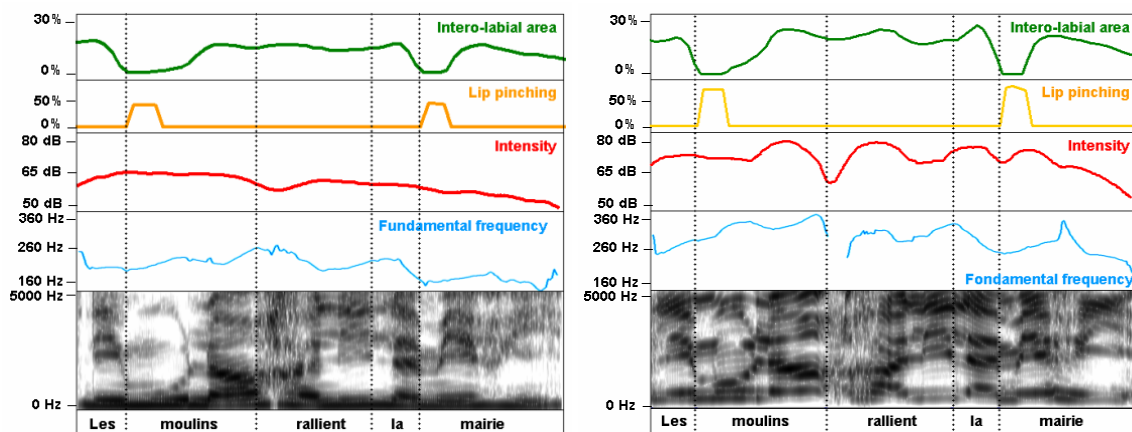 30%
Intero-labial area
0%
50%
Lip pinching
0%
80 dB
Intensity
65 dB
50 dB
360 Hz
Fundamental frequency
260 Hz
160 Hz
5000 Hz
0 Hz
Les moulins rallient la mairie
30%
Intero-labial area
0%
50%
Lip pinching
0%
80 dB
Intensity
65 dB
50 dB
360 Hz
260 Hz
160 Hz
Fondamental frequency
5000 Hz
0 Hz
Les moulins rallient la mairie